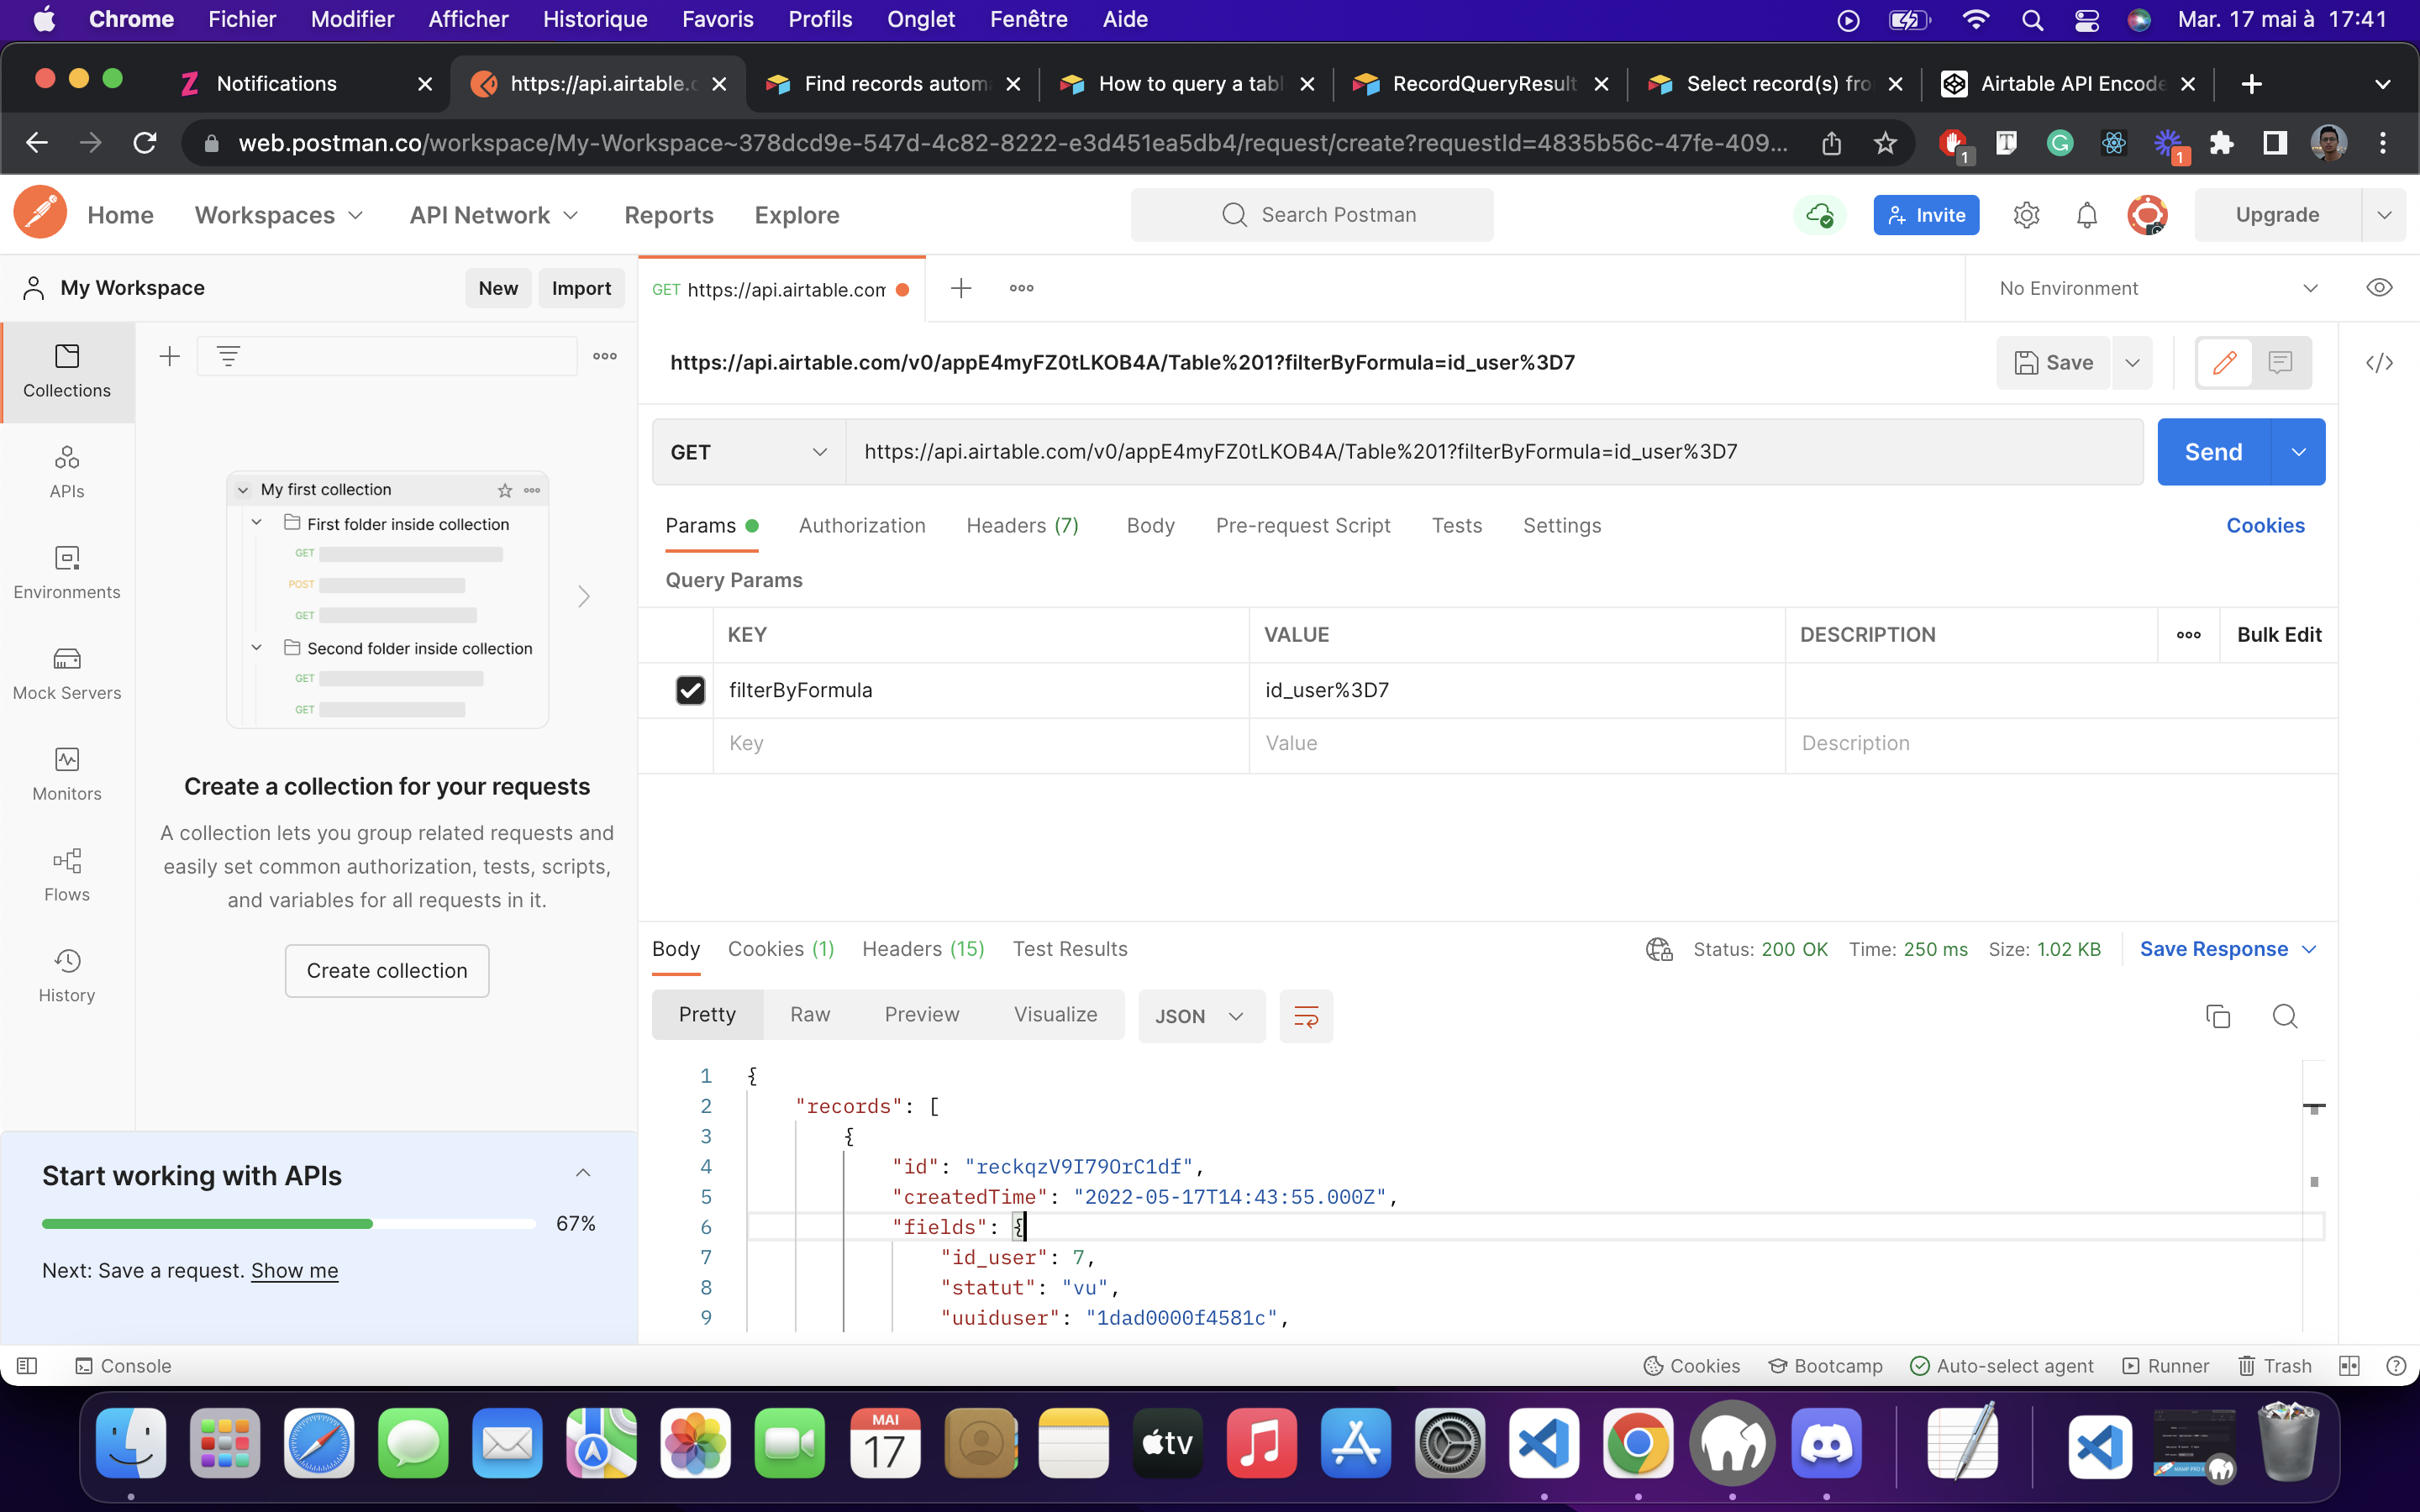 Chrome Fichier Modifier Afficher Historique Favoris Profils Onglet Fenêtre Aide Mar. 17 mai à 17:41
Notifications https://api.airtable.c Find records autom How to query a tabl RecordQueryResult Select record(s) fro Airtable API Encode
web.postman.co/workspace/My-Workspace~378dcd9e-547d-4c82-8222-e3d451ea5db4/request/create?requestId=4835b56c-47fe-409... 1 T G 1
Home Workspaces API Network Reports Explore Search Postman Invite Upgrade
My Workspace New Import GET https://api.airtable.com No Environment
Collections
https://api.airtable.com/v0/appE4myFZ0tLKOB4A/Table%201?filterByFormula=id_user%3D7 Save
GET https://api.airtable.com/v0/appE4myFZ0tLKOB4A/Table%201?filterByFormula=id_user%3D7 Send
Params Authorization Headers (7) Body Pre-request Script Tests Settings Cookies
Query Params
KEY VALUE DESCRIPTION Bulk Edit
filterByFormula id_user%3D7
Key Value Description
APIs
Environments
Mock Servers
Monitors
Flows
History
My first collection
First folder inside collection
GET
POST
GET
Second folder inside collection
GET
GET
Create a collection for your requests
A collection lets you group related requests and
easily set common authorization, tests, scripts,
and variables for all requests in it.
Create collection
Start working with APIs
67%
Next: Save a request. Show me
Body Cookies (1) Headers (15) Test Results Status: 200 OK Time: 250 ms Size: 1.02 KB Save Response
Pretty Raw Preview Visualize JSON
1 {
2 "records": [
3 {
4 "id": "reckqzV9I79OrC1df",
5 "createdTime": "2022-05-17T14:43:55.000Z",
6 "fields": {
7 "id_user": 7,
8 "statut": "vu",
9 "uuiduser": "1dad0000f4581c",
Console Cookies Bootcamp Auto-select agent Runner Trash
MAI
17
tv